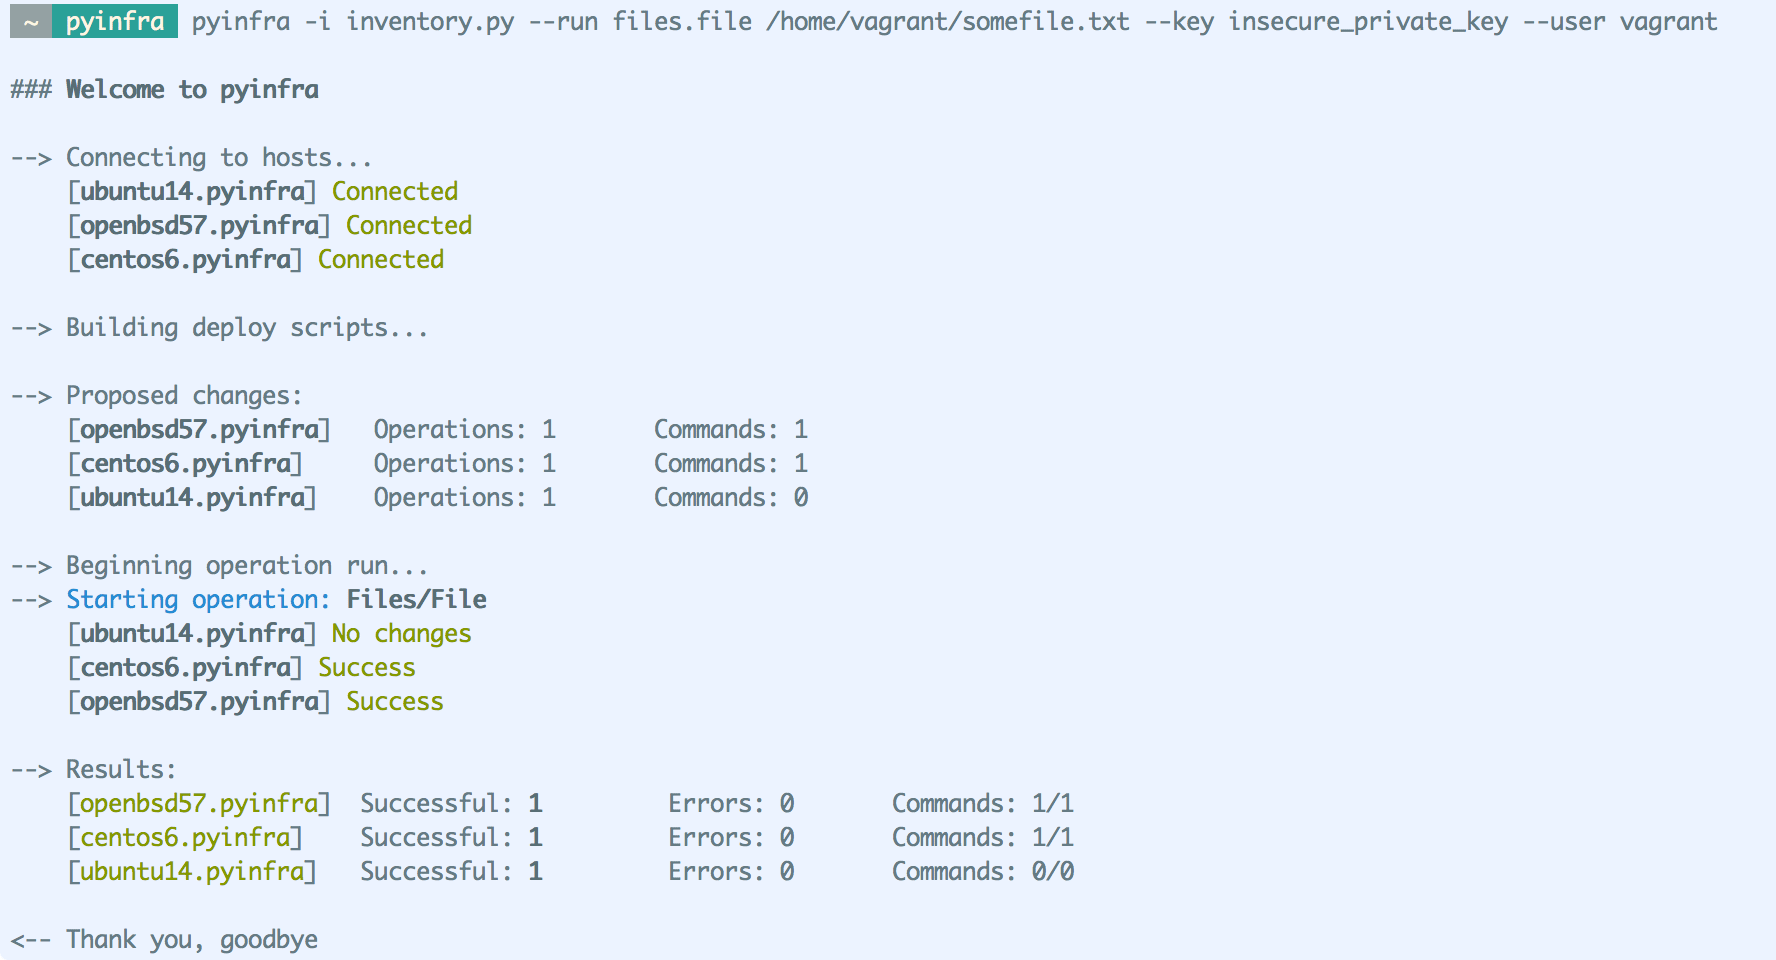 ~ pyinfra pyinfra -i inventory.py --run files.file /home/vagrant/somefile.txt --key insecure_private_key --user vagrant
### Welcome to pyinfra
--> Connecting to hosts...
[ubuntu14.pyinfra] Connected
[openbsd57.pyinfra] Connected
[centos6.pyinfra] Connected
--> Building deploy scripts...
--> Proposed changes:
[openbsd57.pyinfra] Operations: 1 Commands: 1
[centos6.pyinfra] Operations: 1 Commands: 1
[ubuntu14.pyinfra] Operations: 1 Commands: 0
--> Beginning operation run...
--> Starting operation: Files/File
[ubuntu14.pyinfra] No changes
[centos6.pyinfra] Success
[openbsd57.pyinfra] Success
--> Results:
[openbsd57.pyinfra] Successful: 1 Errors: 0 Commands: 1/1
[centos6.pyinfra] Successful: 1 Errors: 0 Commands: 1/1
[ubuntu14.pyinfra] Successful: 1 Errors: 0 Commands: 0/0
<-- Thank you, goodbye